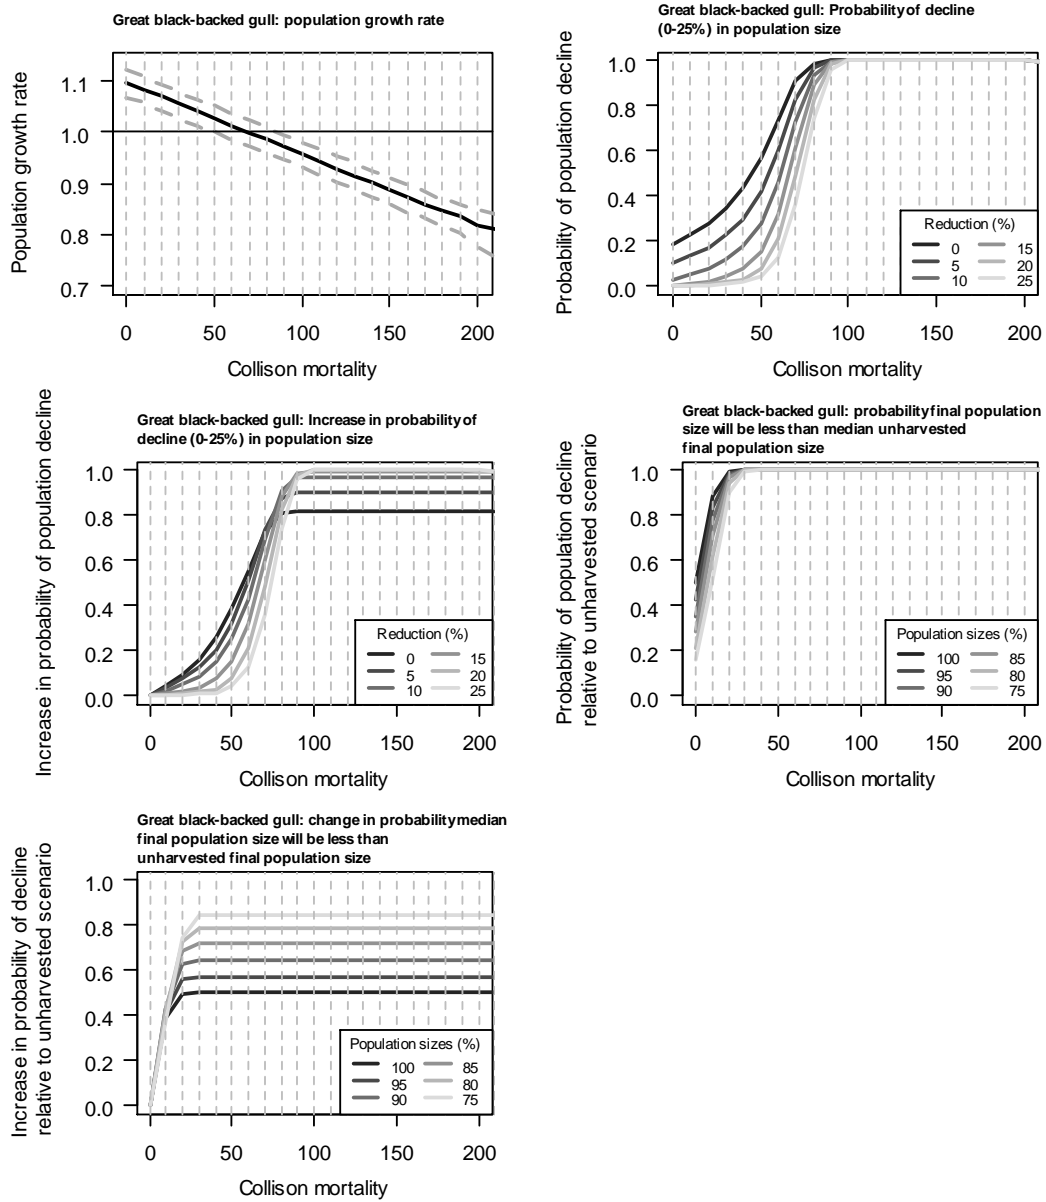 Great black-backed gull: population growth rate
Population growth rate
1.1
1.0
0.9
0.8
0.7
0
50
100
150
200
Collison mortality
Great black-backed gull: Probability of decline
(0-25%) in population size
Probability of population decline
1.0
0.8
0.6
0.4
0.2
0.0
Reduction (%)
0 15
5 20
10 25
0
50
100
150
200
Collison mortality
Great black-backed gull: Increase in probability of
decline (0-25%) in population size
Increase in probability of population decline
1.0
0.8
0.6
0.4
0.2
0.0
Reduction (%)
0 15
5 20
10 25
0
50
100
150
200
Collison mortality
Great black-backed gull: probability final population
size will be less than median unharvested
final population size
Probability of population decline
relative to unharvested scenario
1.0
0.8
0.6
0.4
0.2
0.0
Population sizes (%)
100 85
95 80
90 75
0
50
100
150
200
Collison mortality
Great black-backed gull: change in probability median
final population size will be less than
unharvested final population size
Increase in probability of decline
relative to unharvested scenario
1.0
0.8
0.6
0.4
0.2
0.0
Population sizes (%)
100 85
95 80
90 75
0
50
100
150
200
Collison mortality